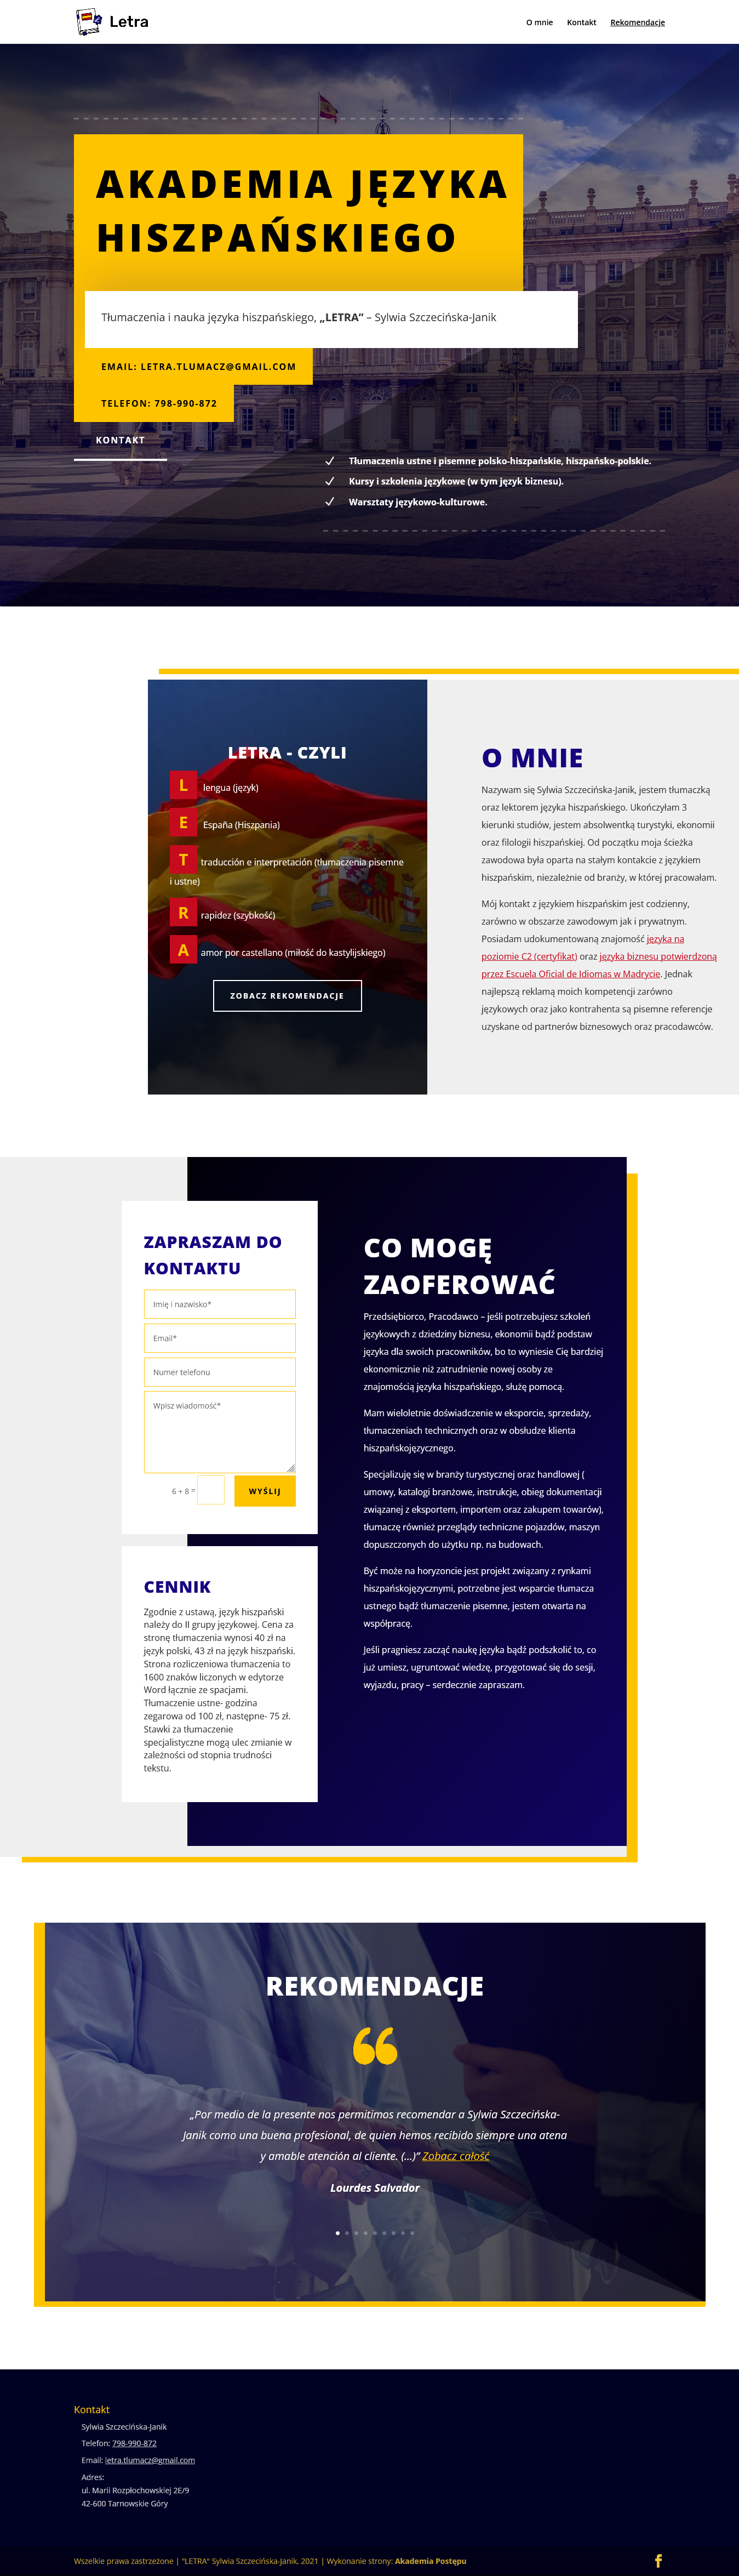 Letra
O mnie
Kontakt
Rekomendacje
AKADEMIA JĘZYKA
HISZPAŃSKIEGO
Tłumaczenia i nauka języka hiszpańskiego, „LETRA” – Sylwia Szczecińska-Janik
EMAIL: LETRA.TLUMACZ@GMAIL.COM
TELEFON: 798-990-872
KONTAKT
Tłumaczenia ustne i pisemne polsko-hiszpańskie, hiszpańsko-polskie.
Kursy i szkolenia językowe (w tym język biznesu).
Warsztaty językowo-kulturowe.
LETRA - CZYLI
L lengua (język)
E España (Hiszpania)
T traducción e interpretación (tłumaczenia pisemne
i ustne)
R rapidez (szybkość)
A amor por castellano (miłość do kastylijskiego)
ZOBACZ REKOMENDACJE
O MNIE
Nazywam się Sylwia Szczecińska-Janik, jestem tłumaczką
oraz lektorem języka hiszpańskiego. Ukończyłam 3
kierunki studiów, jestem absolwentką turystyki, ekonomii
oraz filologii hiszpańskiej. Od początku moja ścieżka
zawodowa była oparta na stałym kontakcie z językiem
hiszpańskim, niezależnie od branży, w której pracowałam.
Mój kontakt z językiem hiszpańskim jest codzienny,
zarówno w obszarze zawodowym jak i prywatnym.
Posiadam udokumentowaną znajomość języka na
poziomie C2 (certyfikat) oraz języka biznesu potwierdzoną
przez Escuela Oficial de Idiomas w Madrycie. Jednak
najlepszą reklamą moich kompetencji zarówno
językowych oraz jako kontrahenta są pisemne referencje
uzyskane od partnerów biznesowych oraz pracodawców.
ZAPRASZAM DO
KONTAKTU
Imię i nazwisko*
Email*
Numer telefonu
Wpisz wiadomość*
6 + 8 =
WYŚLIJ
CENNIK
Zgodnie z ustawą, język hiszpański
należy do II grupy językowej. Cena za
stronę tłumaczenia wynosi 40 zł na
język polski, 43 zł na język hiszpański.
Strona rozliczeniowa tłumaczenia to
1600 znaków liczonych w edytorze
Word łącznie ze spacjami.
Tłumaczenie ustne- godzina
zegarowa od 100 zł, następne- 75 zł.
Stawki za tłumaczenie
specjalistyczne mogą ulec zmianie w
zależności od stopnia trudności
tekstu.
CO MOGĘ
ZAOFEROWAĆ
Przedsiębiorco, Pracodawco – jeśli potrzebujesz szkoleń
językowych z dziedziny biznesu, ekonomii bądź podstaw
języka dla swoich pracowników, bo to wyniesie Cię bardziej
ekonomicznie niż zatrudnienie nowej osoby ze
znajomością języka hiszpańskiego, służę pomocą.
Mam wieloletnie doświadczenie w eksporcie, sprzedaży,
tłumaczeniach technicznych oraz w obsłudze klienta
hiszpańskojęzycznego.
Specjalizuję się w branży turystycznej oraz handlowej (
umowy, katalogi branżowe, instrukcje, obieg dokumentacji
związanej z eksportem, importem oraz zakupem towarów),
tłumaczę również przeglądy techniczne pojazdów, maszyn
dopuszczonych do użytku np. na budowach.
Być może na horyzoncie jest projekt związany z rynkami
hiszpańskojęzycznymi, potrzebne jest wsparcie tłumacza
ustnego bądź tłumaczenie pisemne, jestem otwarta na
współpracę.
Jeśli pragniesz zacząć naukę języka bądź podszkolić to, co
już umiesz, ugruntować wiedzę, przygotować się do sesji,
wyjazdu, pracy – serdecznie zapraszam.
REKOMENDACJE
„Por medio de la presente nos permitimos recomendar a Sylwia Szczecińska-
Janik como una buena profesional, de quien hemos recibido siempre una atena
y amable atención al cliente. (…)” Zobacz całość
Lourdes Salvador
Kontakt
Sylwia Szczecińska-Janik
Telefon: 798-990-872
Email: letra.tlumacz@gmail.com
Adres:
ul. Marii Rozpłochowskiej 2E/9
42-600 Tarnowskie Góry
Wszelkie prawa zastrzeżone | "LETRA" Sylwia Szczecińska-Janik, 2021 | Wykonanie strony: Akademia Postępu